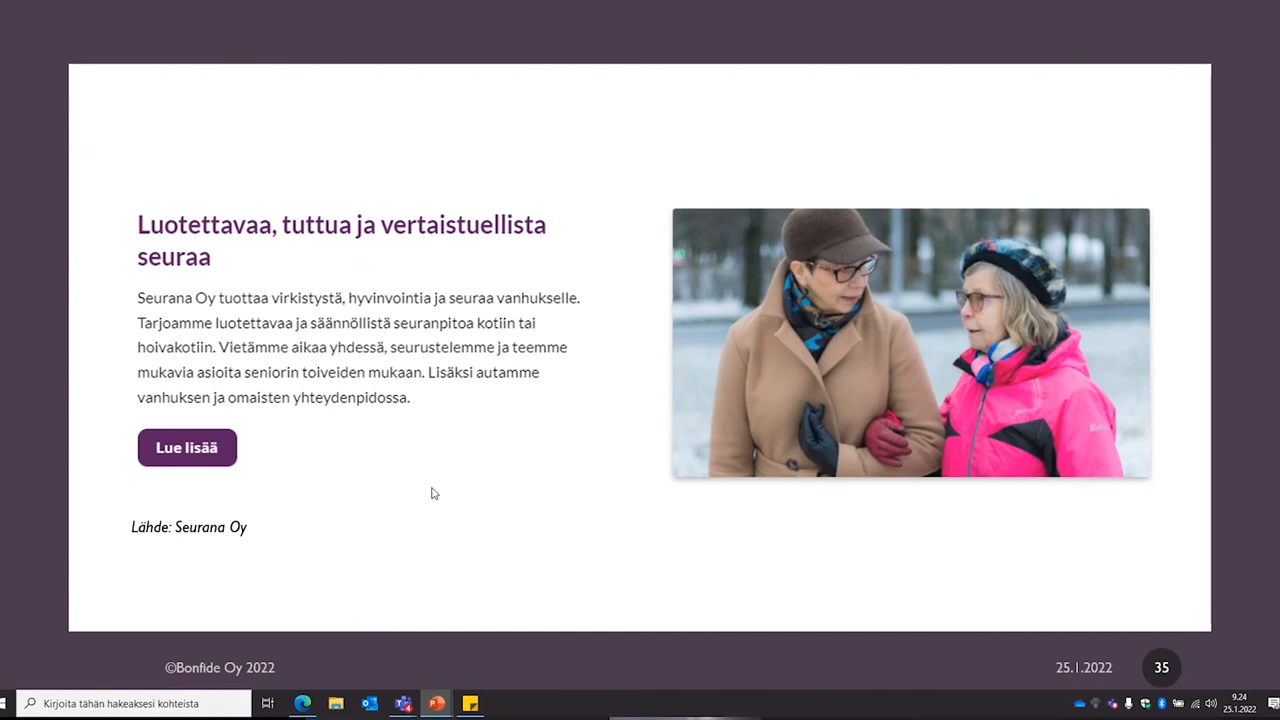 Luotettavaa, tuttua ja vertaistuellista
seuraa
Seurana Oy tuottaa virkistystä, hyvinvointia ja seuraa vanhukselle.
Tarjoamme luotettavaa ja säännöllistä seuranpitoa kotiin tai
hoivakotiin. Vietämme aikaa yhdessä, seurustelemme ja teemme
mukavia asioita seniorin toiveiden mukaan. Lisäksi autamme
vanhuksen ja omaisten yhteydenpidossa.
Lue lisää
Lähde: Seurana Oy
©Bonfide Oy 2022
25.1.2022
35
Kirjoita tähän hakeaksesi kohteista
9.24
25.1.2022